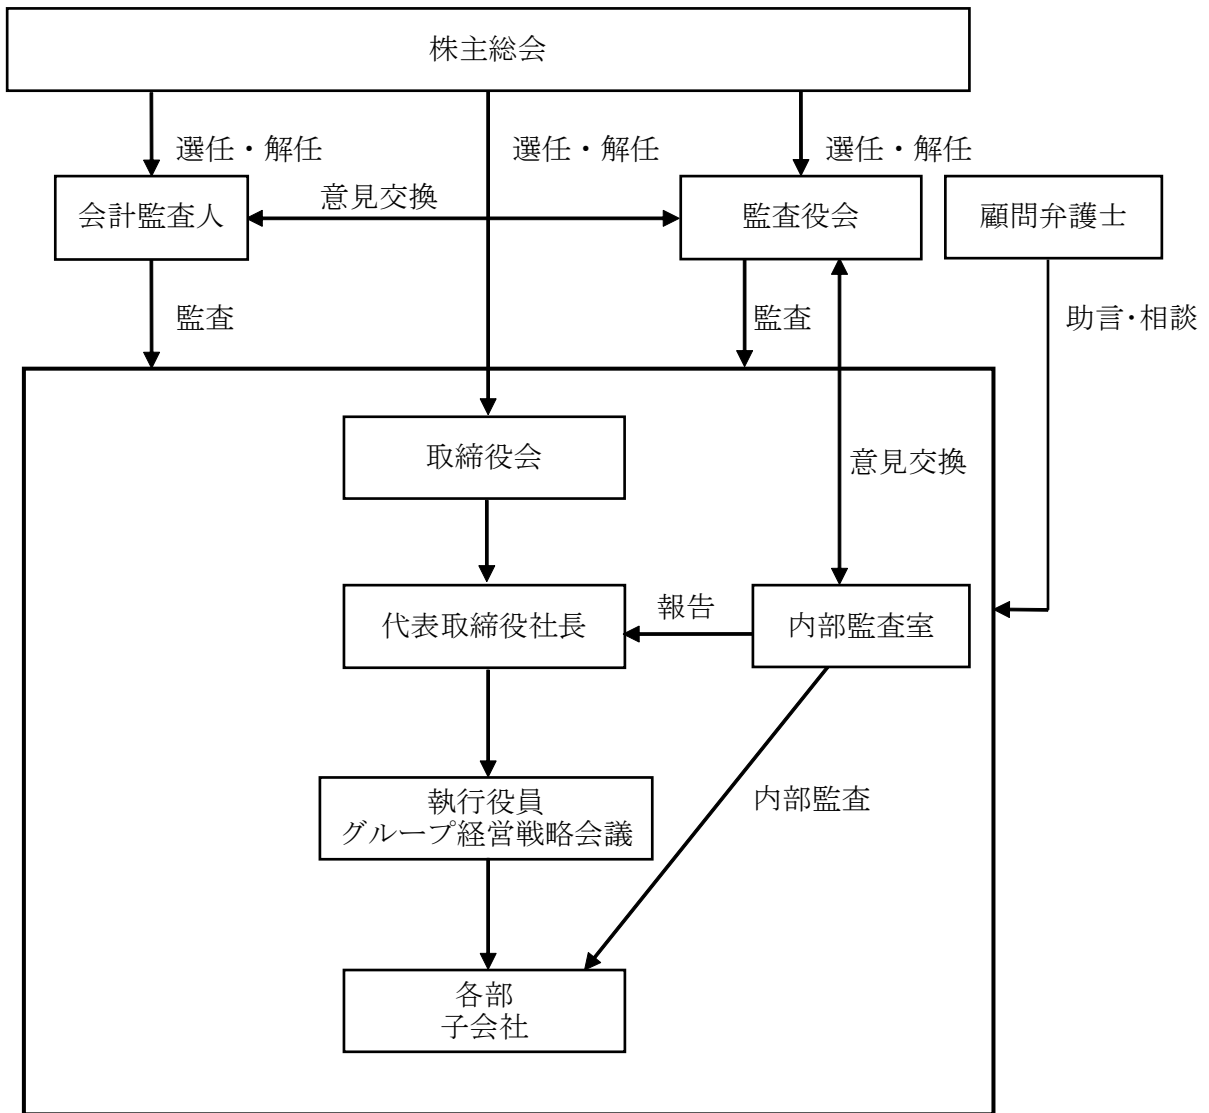 株主総会
選任・解任
選任・解任
選任・解任
会計監査人
意見交換
監査役会
顧問弁護士
監査
監査
助言・相談
取締役会
意見交換
代表取締役社長
報告
内部監査室
執行役員
グループ経営戦略会議
内部監査
各部
子会社